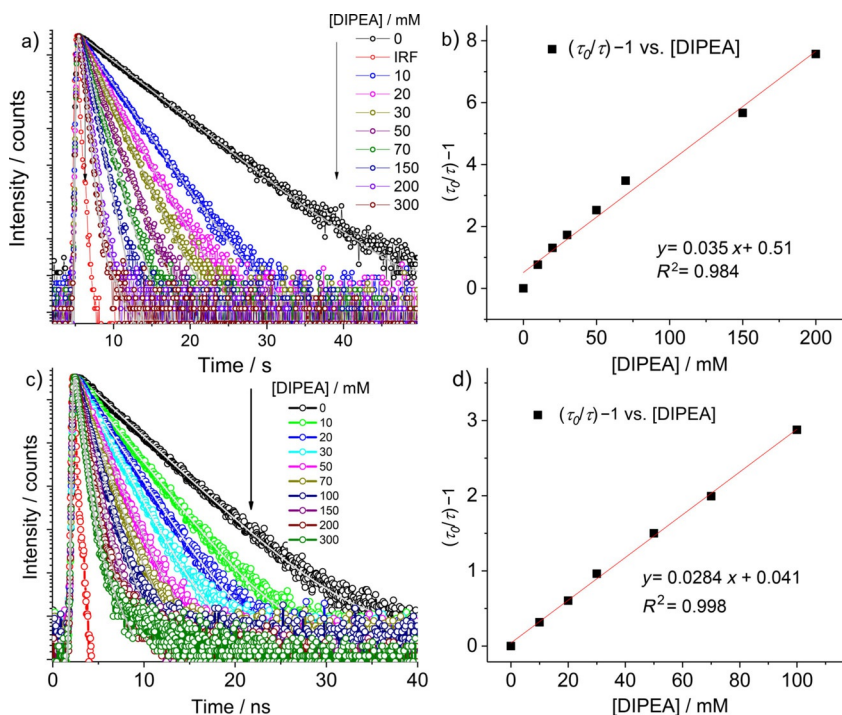 a)
[DIPEA] / mM
0
IRF
10
20
30
50
70
150
200
300
Intensity / counts
10 20 30 40
Time / s
b)
(τ₀/τ)−1 vs. [DIPEA]
8
6
4
2
0
(τ₀/τ)−1
y= 0.035 x+ 0.51
R²= 0.984
0 50 100 150 200
[DIPEA] / mM
c)
[DIPEA] / mM
0
10
20
30
50
70
100
150
200
300
Intensity / counts
0 10 20 30 40
Time / ns
d)
(τ₀/τ)−1 vs. [DIPEA]
3
2
1
0
(τ₀/τ)−1
y= 0.0284 x + 0.041
R²= 0.998
0 20 40 60 80 100
[DIPEA] / mM